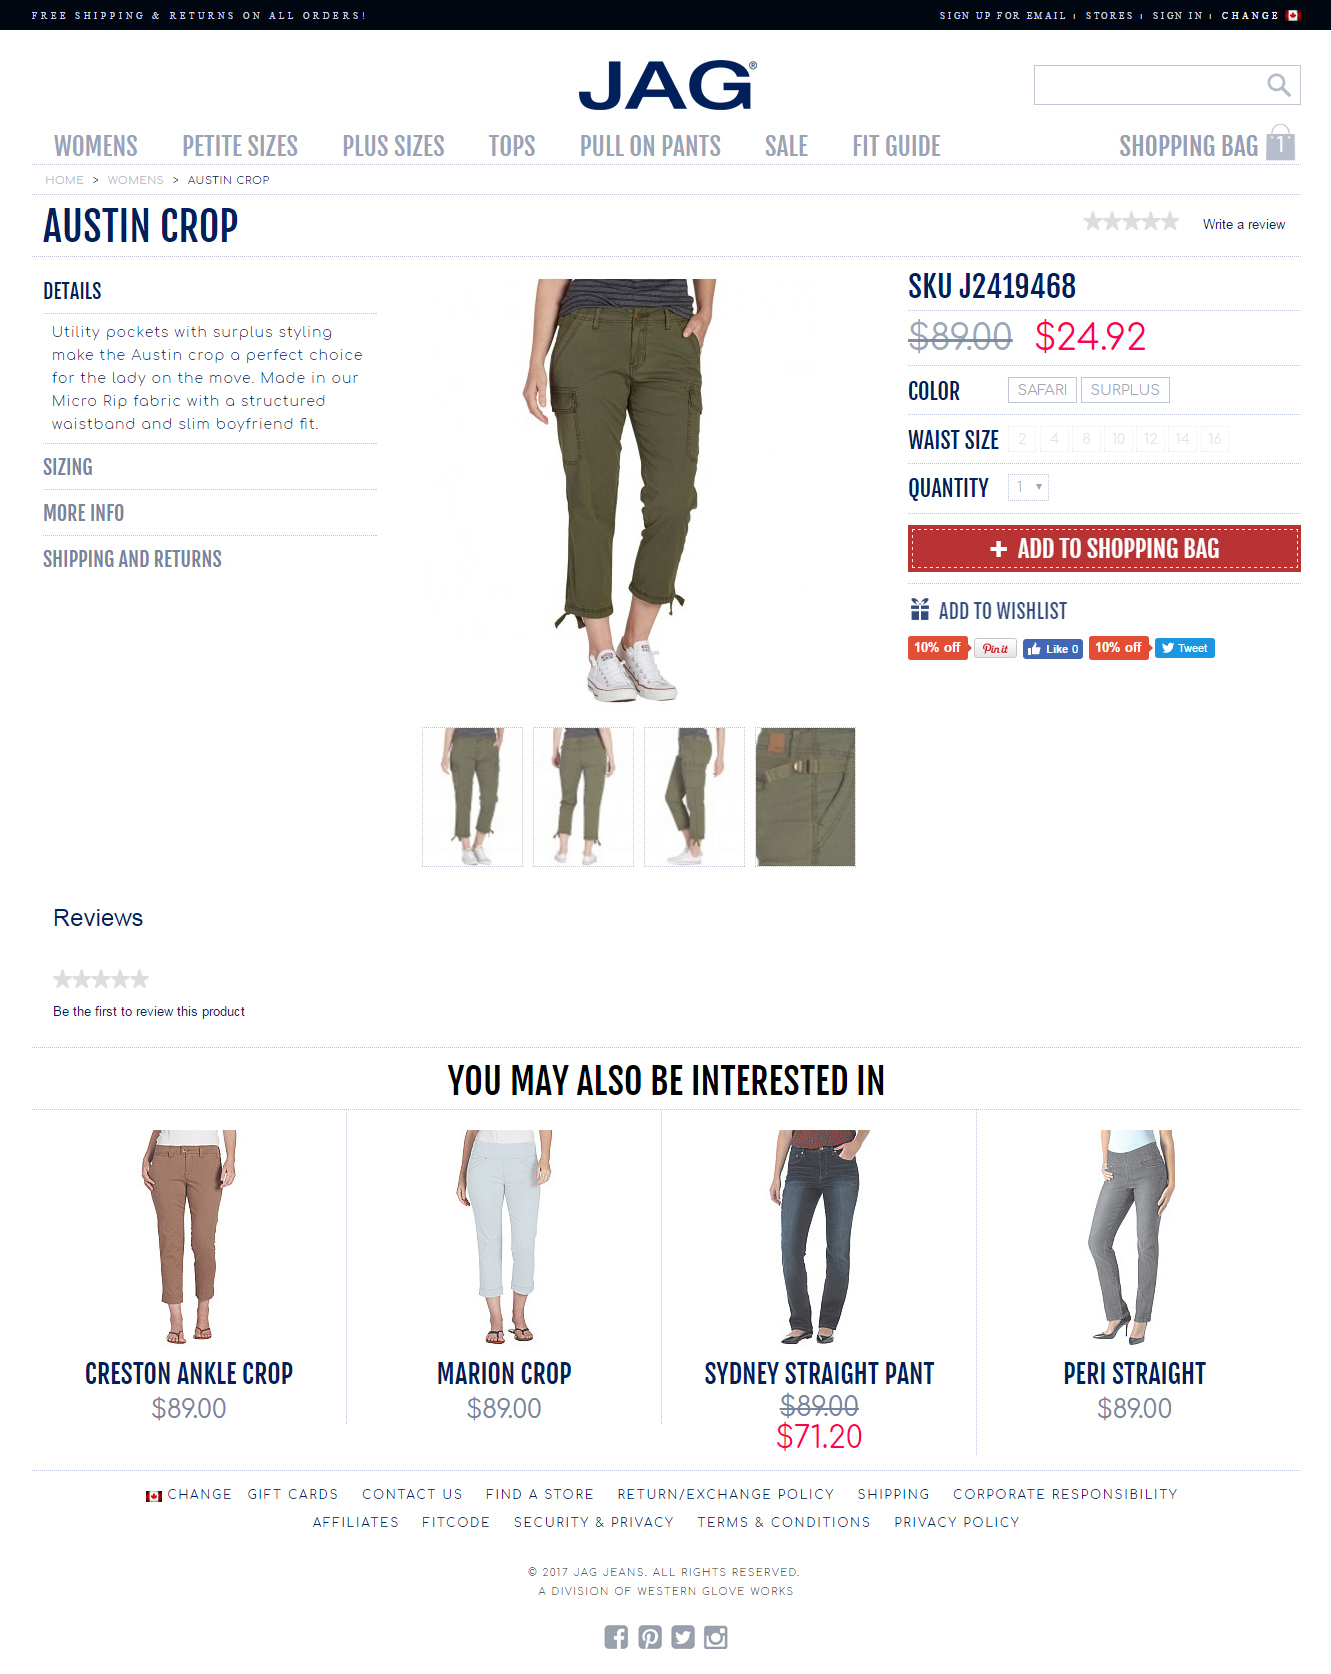 FREE SHIPPING & RETURNS ON ALL ORDERS!
SIGN UP FOR EMAIL | STORES | SIGN IN | CHANGE
JAG®
WOMENS PETITE SIZES PLUS SIZES TOPS PULL ON PANTS SALE FIT GUIDE SHOPPING BAG 1
HOME > WOMENS > AUSTIN CROP
AUSTIN CROP
Write a review
DETAILS
Utility pockets with surplus styling
make the Austin crop a perfect choice
for the lady on the move. Made in our
Micro Rip fabric with a structured
waistband and slim boyfriend fit.
SIZING
MORE INFO
SHIPPING AND RETURNS
SKU J2419468
$89.00 $24.92
COLOR SAFARI SURPLUS
WAIST SIZE 2 4 8 10 12 14 16
QUANTITY 1
+ ADD TO SHOPPING BAG
ADD TO WISHLIST
10% off Pin it Like 0 10% off Tweet
Reviews
Be the first to review this product
YOU MAY ALSO BE INTERESTED IN
CRESTON ANKLE CROP
$89.00
MARION CROP
$89.00
SYDNEY STRAIGHT PANT
$89.00
$71.20
PERI STRAIGHT
$89.00
CHANGE GIFT CARDS CONTACT US FIND A STORE RETURN/EXCHANGE POLICY SHIPPING CORPORATE RESPONSIBILITY
AFFILIATES FITCODE SECURITY & PRIVACY TERMS & CONDITIONS PRIVACY POLICY
© 2017 JAG JEANS. ALL RIGHTS RESERVED.
A DIVISION OF WESTERN GLOVE WORKS